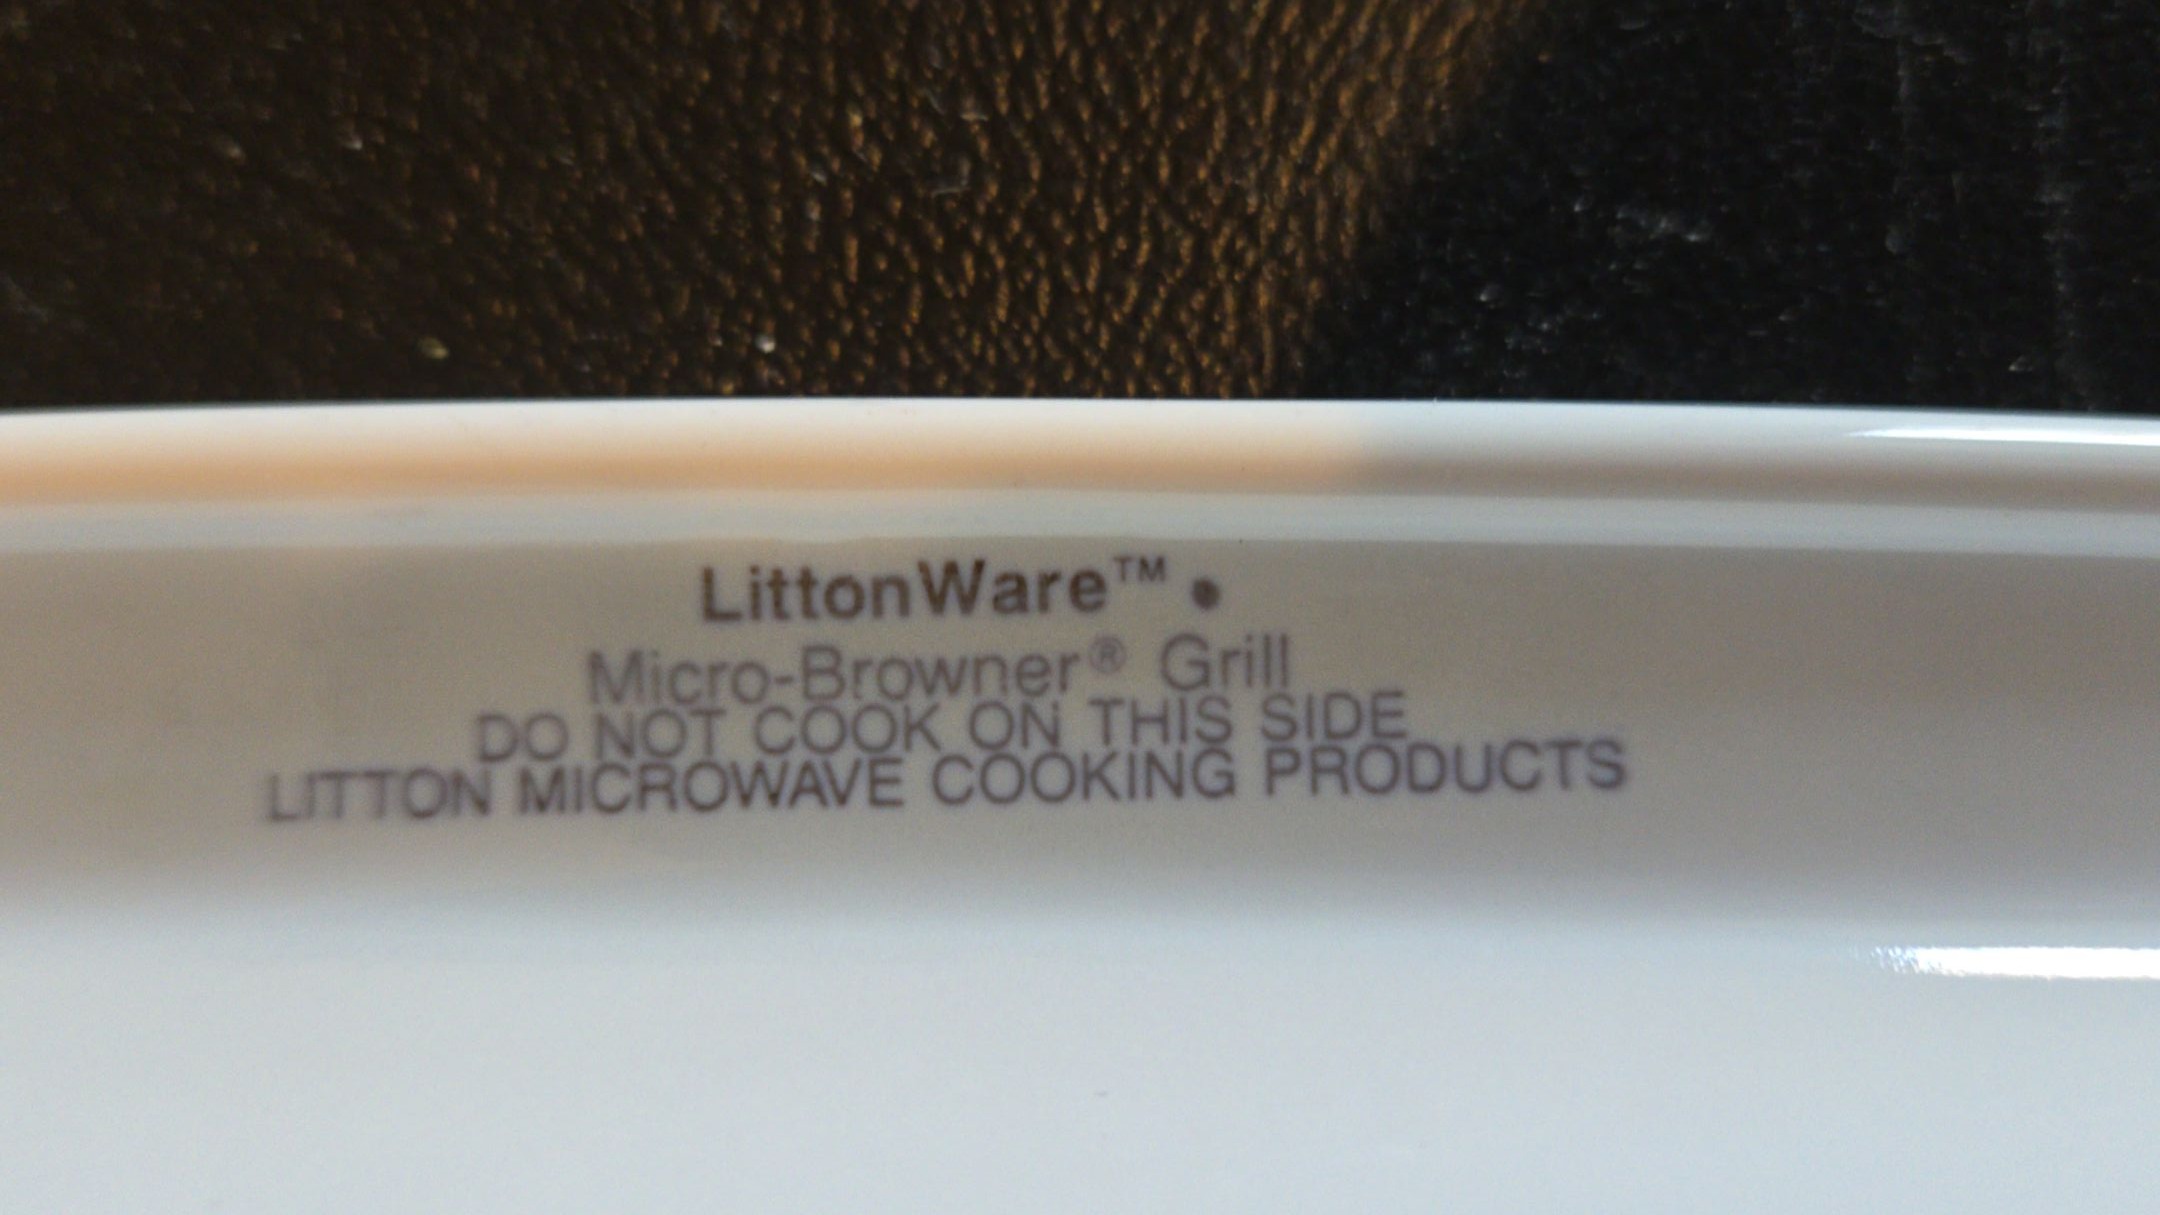 LittonWare™ •
Micro-Browner® Grill
DO NOT COOK ON THIS SIDE
LITTON MICROWAVE COOKING PRODUCTS